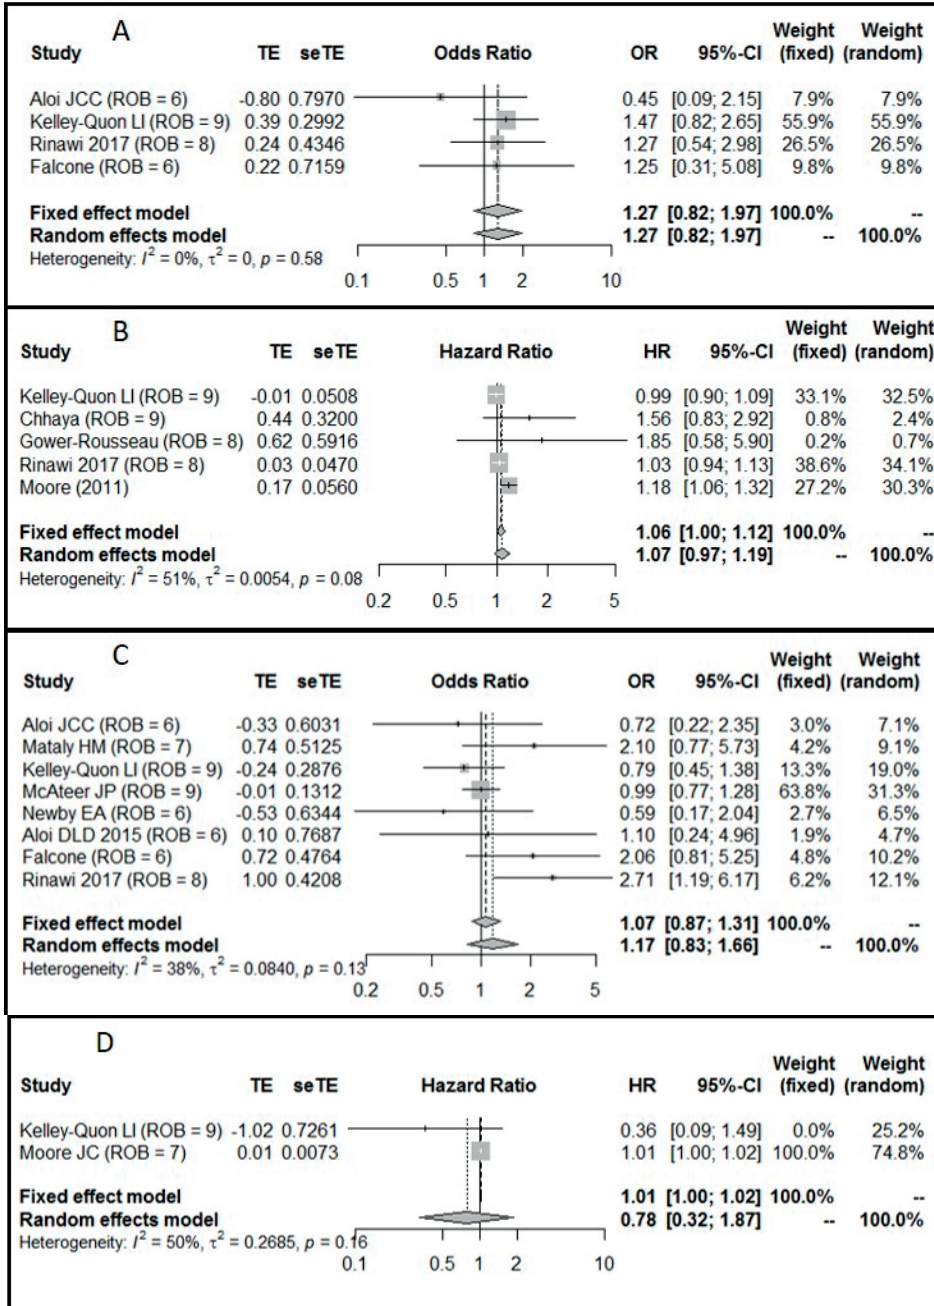 A
Weight Weight
Study TE seTE Odds Ratio OR 95%-CI (fixed) (random)
Aloi JCC (ROB = 6) -0.80 0.7970 0.45 [0.09; 2.15] 7.9% 7.9%
Kelley-Quon LI (ROB = 9) 0.39 0.2992 1.47 [0.82; 2.65] 55.9% 55.9%
Rinawi 2017 (ROB = 8) 0.24 0.4346 1.27 [0.54; 2.98] 26.5% 26.5%
Falcone (ROB = 6) 0.22 0.7159 1.25 [0.31; 5.08] 9.8% 9.8%
Fixed effect model 1.27 [0.82; 1.97] 100.0% --
Random effects model 1.27 [0.82; 1.97] -- 100.0%
Heterogeneity: I² = 0%, τ² = 0, p = 0.58
0.1 0.5 1 2 10
B
Weight Weight
Study TE seTE Hazard Ratio HR 95%-CI (fixed) (random)
Kelley-Quon LI (ROB = 9) -0.01 0.0508 0.99 [0.90; 1.09] 33.1% 32.5%
Chhaya (ROB = 9) 0.44 0.3200 1.56 [0.83; 2.92] 0.8% 2.4%
Gower-Rousseau (ROB = 8) 0.62 0.5916 1.85 [0.58; 5.90] 0.2% 0.7%
Rinawi 2017 (ROB = 8) 0.03 0.0470 1.03 [0.94; 1.13] 38.6% 34.1%
Moore (2011) 0.17 0.0560 1.18 [1.06; 1.32] 27.2% 30.3%
Fixed effect model 1.06 [1.00; 1.12] 100.0% --
Random effects model 1.07 [0.97; 1.19] -- 100.0%
Heterogeneity: I² = 51%, τ² = 0.0054, p = 0.08
0.2 0.5 1 2 5
C
Weight Weight
Study TE seTE Odds Ratio OR 95%-CI (fixed) (random)
Aloi JCC (ROB = 6) -0.33 0.6031 0.72 [0.22; 2.35] 3.0% 7.1%
Mataly HM (ROB = 7) 0.74 0.5125 2.10 [0.77; 5.73] 4.2% 9.1%
Kelley-Quon LI (ROB = 9) -0.24 0.2876 0.79 [0.45; 1.38] 13.3% 19.0%
McAteer JP (ROB = 9) -0.01 0.1312 0.99 [0.77; 1.28] 63.8% 31.3%
Newby EA (ROB = 6) -0.53 0.6344 0.59 [0.17; 2.04] 2.7% 6.5%
Aloi DLD 2015 (ROB = 6) 0.10 0.7687 1.10 [0.24; 4.96] 1.9% 4.7%
Falcone (ROB = 6) 0.72 0.4764 2.06 [0.81; 5.25] 4.8% 10.2%
Rinawi 2017 (ROB = 8) 1.00 0.4208 2.71 [1.19; 6.17] 6.2% 12.1%
Fixed effect model 1.07 [0.87; 1.31] 100.0% --
Random effects model 1.17 [0.83; 1.66] -- 100.0%
Heterogeneity: I² = 38%, τ² = 0.0840, p = 0.13
0.2 0.5 1 2 5
D
Weight Weight
Study TE seTE Hazard Ratio HR 95%-CI (fixed) (random)
Kelley-Quon LI (ROB = 9) -1.02 0.7261 0.36 [0.09; 1.49] 0.0% 25.2%
Moore JC (ROB = 7) 0.01 0.0073 1.01 [1.00; 1.02] 100.0% 74.8%
Fixed effect model 1.01 [1.00; 1.02] 100.0% --
Random effects model 0.78 [0.32; 1.87] -- 100.0%
Heterogeneity: I² = 50%, τ² = 0.2685, p = 0.16
0.1 0.5 1 2 10